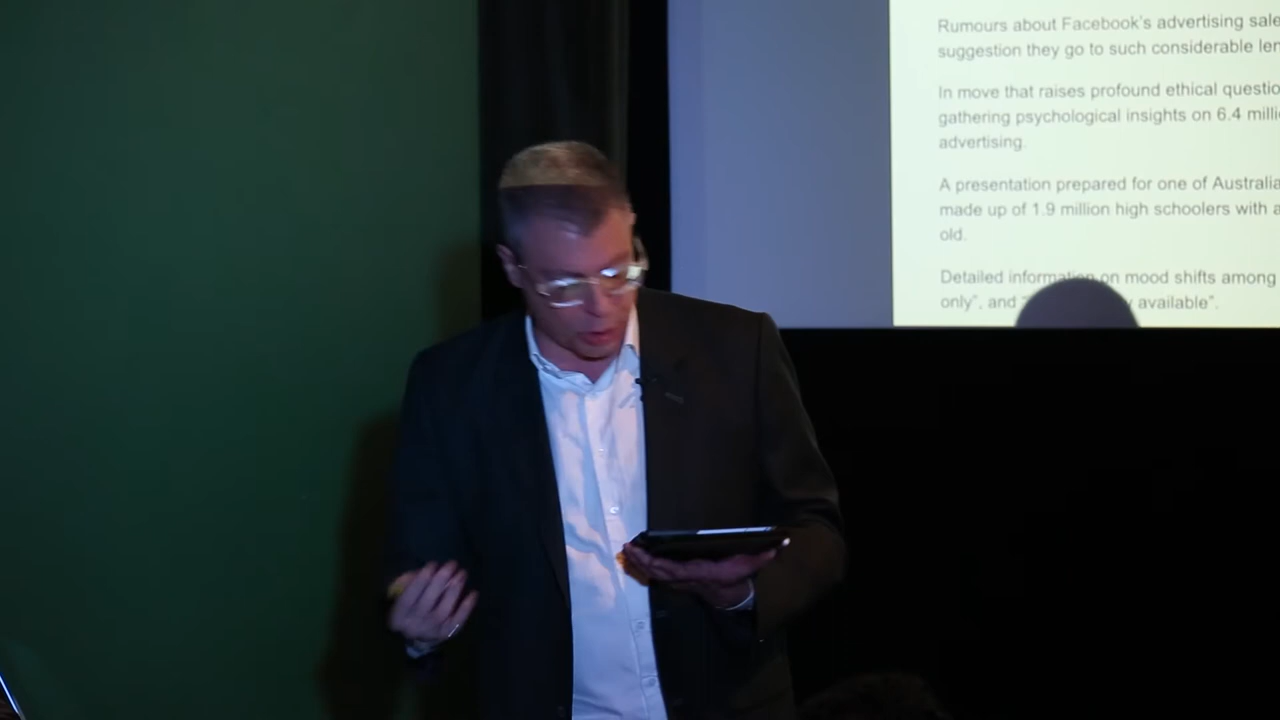 Rumours about Facebook's advertising sale
suggestion they go to such considerable len
In move that raises profound ethical questio
gathering psychological insights on 6.4 milli
advertising.
A presentation prepared for one of Australia
made up of 1.9 million high schoolers with a
old.
Detailed information on mood shifts among
only", and " available".